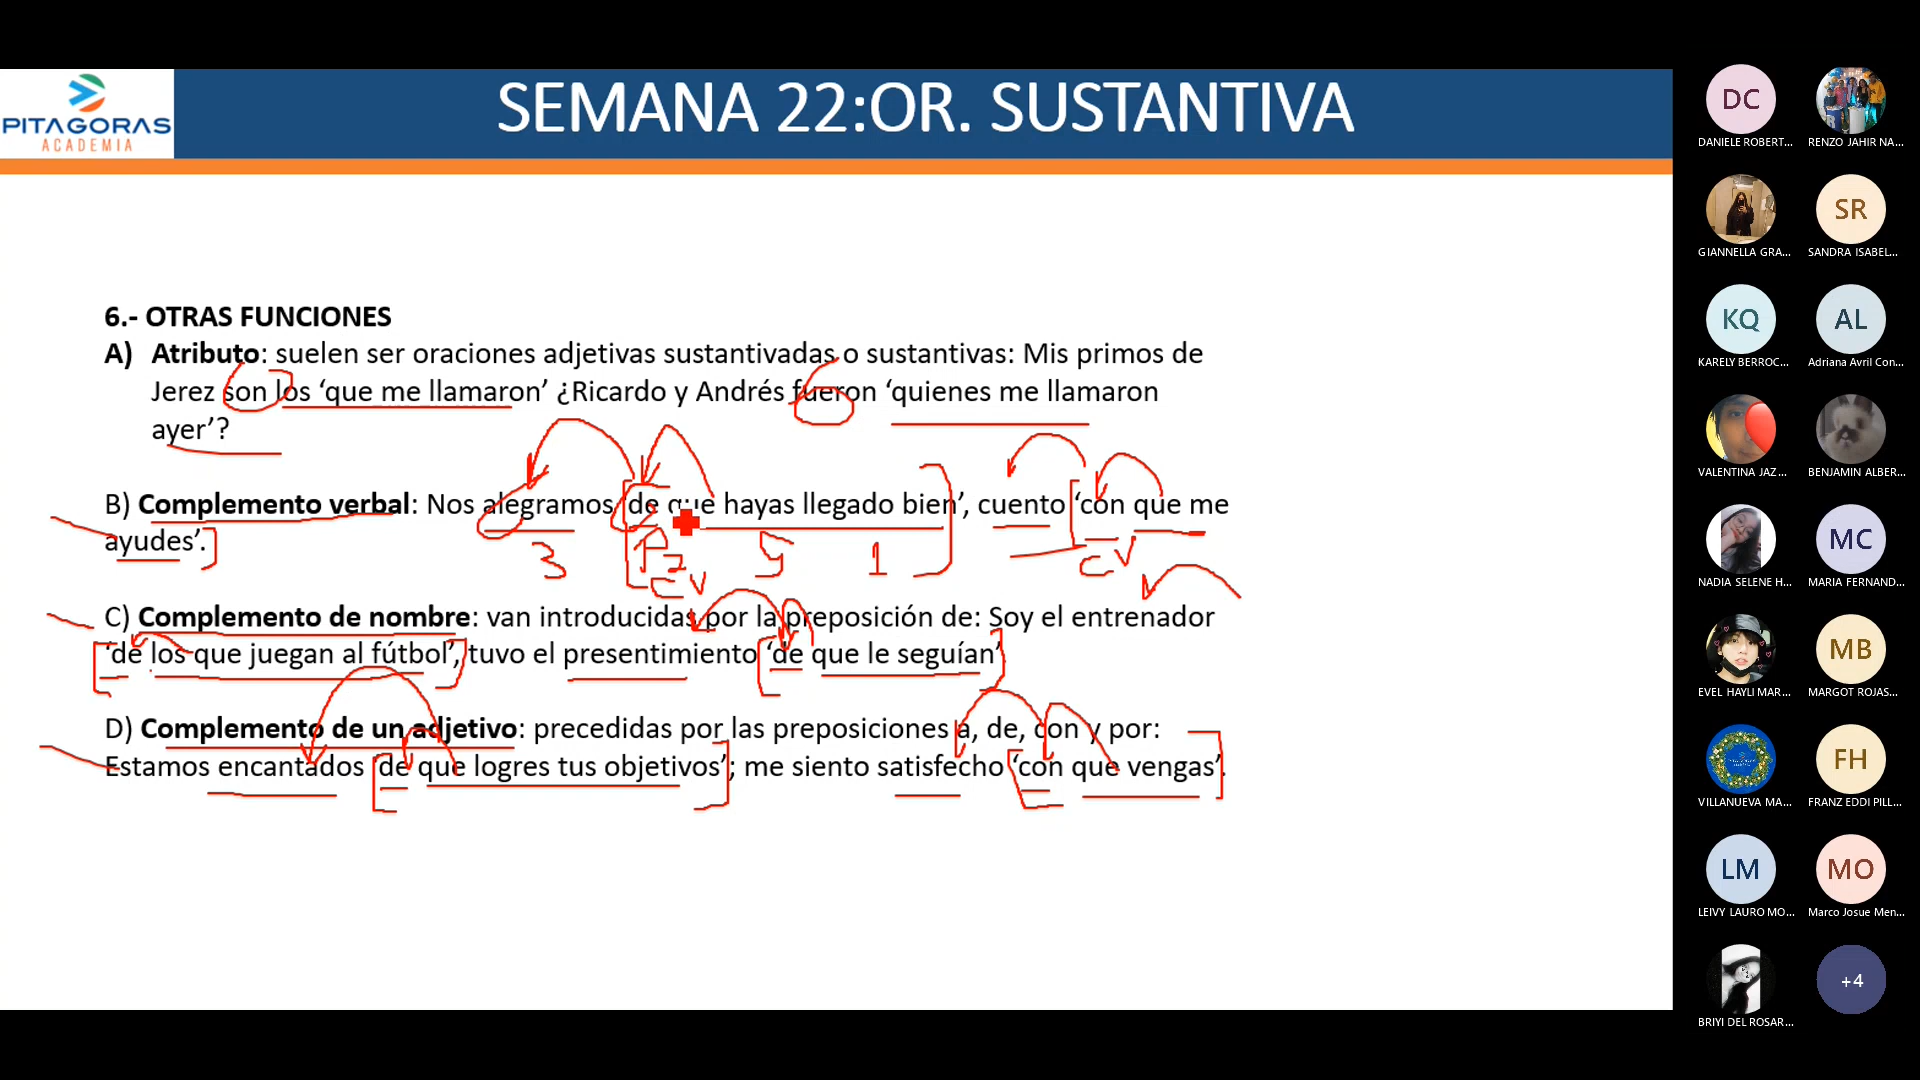 PITAGORAS
ACADEMIA
SEMANA 22:OR. SUSTANTIVA
6.- OTRAS FUNCIONES
A) Atributo: suelen ser oraciones adjetivas sustantivadas o sustantivas: Mis primos de
Jerez son los ‘que me llamaron’ ¿Ricardo y Andrés fueron ‘quienes me llamaron
ayer’?
B) Complemento verbal: Nos alegramos ‘de que hayas llegado bien’, cuento ‘con que me
ayudes’.
3 2 1
CV CV
C) Complemento de nombre: van introducidas por la preposición de: Soy el entrenador
‘de los que juegan al fútbol’, tuvo el presentimiento ‘de que le seguían’
D) Complemento de un adjetivo: precedidas por las preposiciones a, de, con y por:
Estamos encantados ‘de que logres tus objetivos’; me siento satisfecho ‘con que vengas’.
DC
DANIELE ROBERT...
RENZO JAHIR NA...
GIANNELLA GRA...
SR
SANDRA ISABEL...
KQ
KARELY BERROC...
AL
Adriana Avril Con...
VALENTINA JAZ...
BENJAMIN ALBER...
NADIA SELENE H...
MC
MARIA FERNAND...
EVEL HAYLI MAR...
MB
MARGOT ROJAS...
VILLANUEVA MA...
FH
FRANZ EDDI PILL...
LM
LEIVY LAURO MO...
MO
Marco Josue Men...
BRIYI DEL ROSAR...
+4